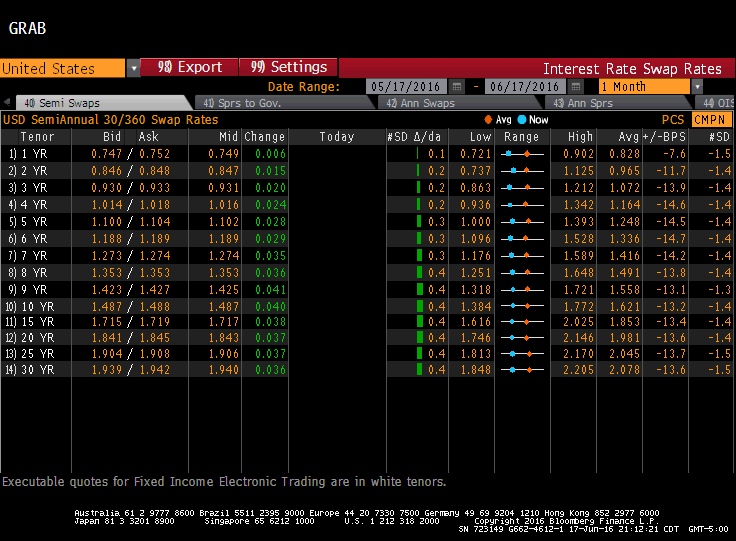 GRAB
United States 98) Export 99) Settings Interest Rate Swap Rates
Date Range: 05/17/2016 - 06/17/2016 1 Month
40) Semi Swaps 41) Sprs to Gov. 42) Ann Swaps 43) Ann Sprs 44) OIS
USD SemiAnnual 30/360 Swap Rates Avg Now PCS CMPN
Tenor Bid Ask Mid Change Today #SD Δ/da Low Range High Avg +/-BPS #SD
1) 1 YR 0.747 / 0.752 0.749 0.006 0.1 0.721 0.902 0.828 -7.6 -1.5
2) 2 YR 0.846 / 0.848 0.847 0.015 0.2 0.737 1.125 0.965 -11.7 -1.4
3) 3 YR 0.930 / 0.933 0.931 0.020 0.2 0.863 1.212 1.072 -13.9 -1.4
4) 4 YR 1.014 / 1.018 1.016 0.024 0.2 0.936 1.342 1.164 -14.6 -1.4
5) 5 YR 1.100 / 1.104 1.102 0.028 0.3 1.000 1.393 1.248 -14.5 -1.4
6) 6 YR 1.188 / 1.189 1.189 0.029 0.3 1.096 1.528 1.336 -14.7 -1.4
7) 7 YR 1.273 / 1.274 1.274 0.035 0.3 1.176 1.589 1.416 -14.2 -1.4
8) 8 YR 1.353 / 1.353 1.353 0.036 0.4 1.251 1.648 1.491 -13.8 -1.4
9) 9 YR 1.423 / 1.427 1.425 0.041 0.4 1.318 1.721 1.558 -13.1 -1.3
10) 10 YR 1.487 / 1.488 1.487 0.040 0.4 1.384 1.772 1.621 -13.2 -1.4
11) 15 YR 1.715 / 1.719 1.717 0.038 0.4 1.616 2.025 1.853 -13.4 -1.4
12) 20 YR 1.841 / 1.845 1.843 0.037 0.4 1.746 2.146 1.981 -13.6 -1.4
13) 25 YR 1.904 / 1.908 1.906 0.037 0.4 1.813 2.170 2.045 -13.7 -1.5
14) 30 YR 1.939 / 1.942 1.940 0.036 0.4 1.848 2.205 2.078 -13.6 -1.5
Executable quotes for Fixed Income Electronic Trading are in white tenors.
Australia 61 2 9777 8600 Brazil 5511 2395 9000 Europe 44 20 7330 7500 Germany 49 69 9204 1210 Hong Kong 852 2977 6000
Japan 81 3 3201 8900 Singapore 65 6212 1000 U.S. 1 212 318 2000 Copyright 2016 Bloomberg Finance L.P.
SN 723149 G662-4612-1 17-Jun-16 21:12:21 CDT GMT-5:00